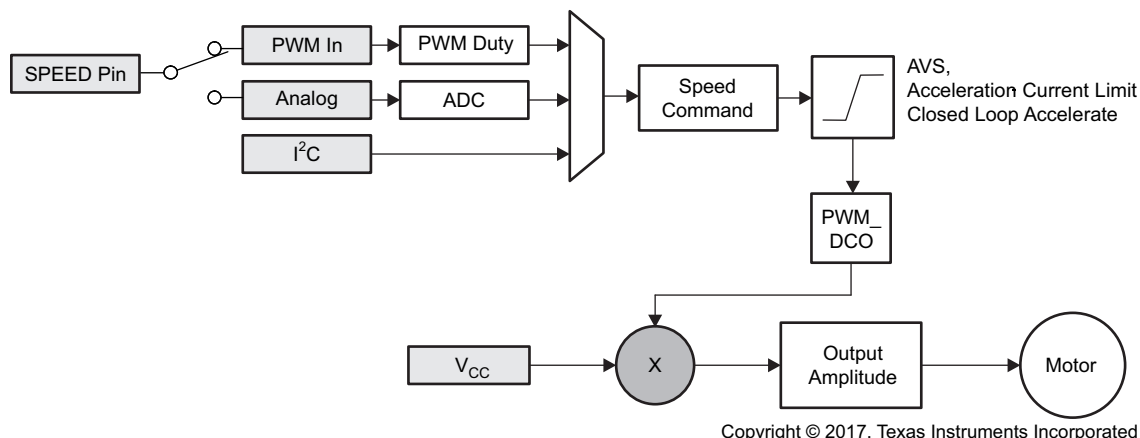 SPEED Pin
PWM In
PWM Duty
Analog
ADC
I²C
Speed
Command
AVS,
Acceleration Current Limit
Closed Loop Accelerate
PWM_
DCO
V_CC
X
Output
Amplitude
Motor
Copyright © 2017, Texas Instruments Incorporated